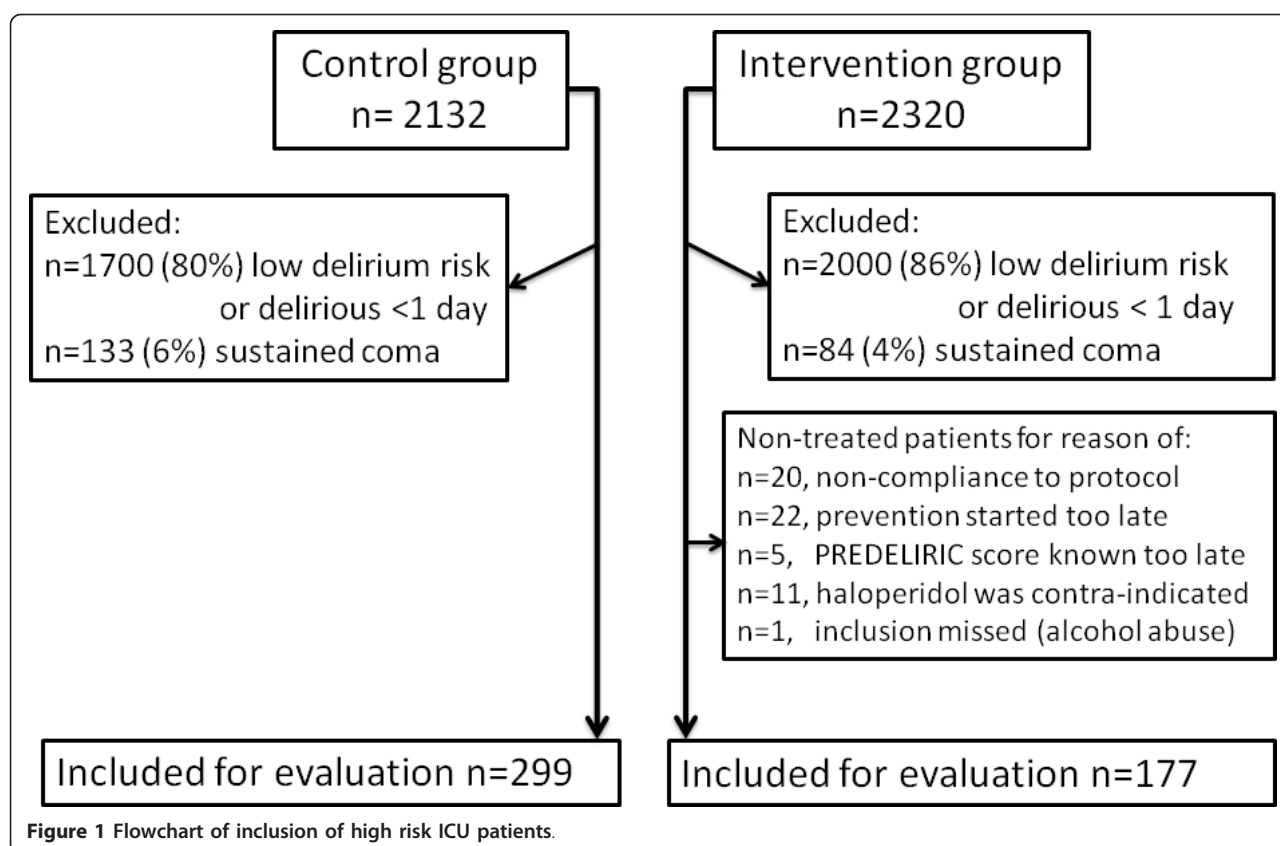 Control group
n= 2132
Intervention group
n=2320
Excluded:
n=1700 (80%) low delirium risk
or delirious <1 day
n=133 (6%) sustained coma
Excluded:
n=2000 (86%) low delirium risk
or delirious < 1 day
n=84 (4%) sustained coma
Non-treated patients for reason of:
n=20, non-compliance to protocol
n=22, prevention started too late
n=5, PREDELIRIC score known too late
n=11, haloperidol was contra-indicated
n=1, inclusion missed (alcohol abuse)
Included for evaluation n=299
Included for evaluation n=177
Figure 1 Flowchart of inclusion of high risk ICU patients.